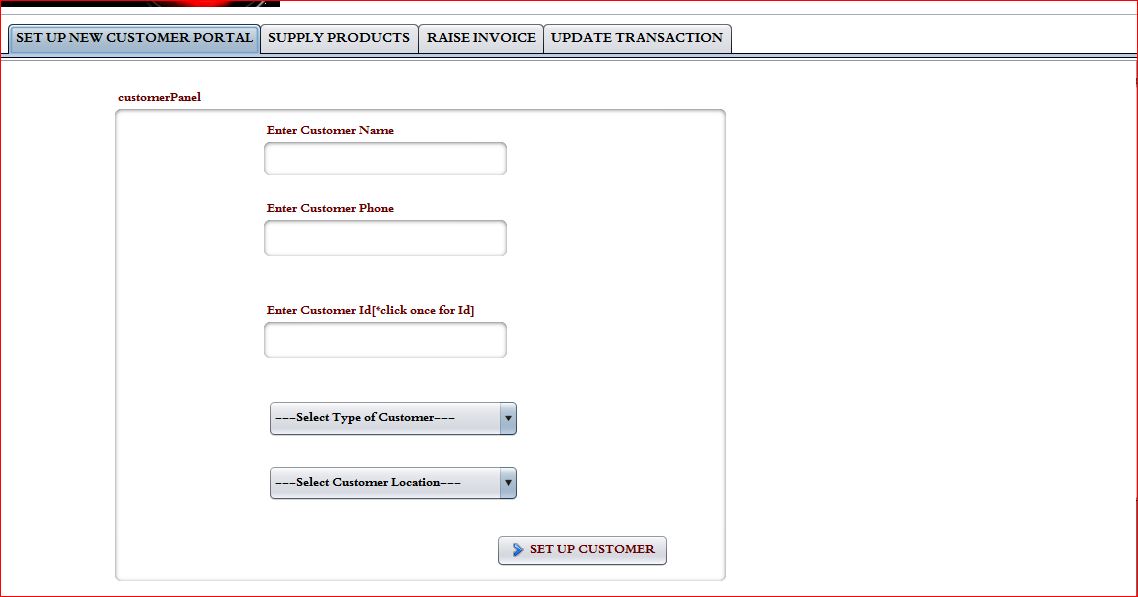 SET UP NEW CUSTOMER PORTAL SUPPLY PRODUCTS RAISE INVOICE UPDATE TRANSACTION
customerPanel
Enter Customer Name
Enter Customer Phone
Enter Customer Id[*click once for Id]
---Select Type of Customer---
---Select Customer Location---
SET UP CUSTOMER